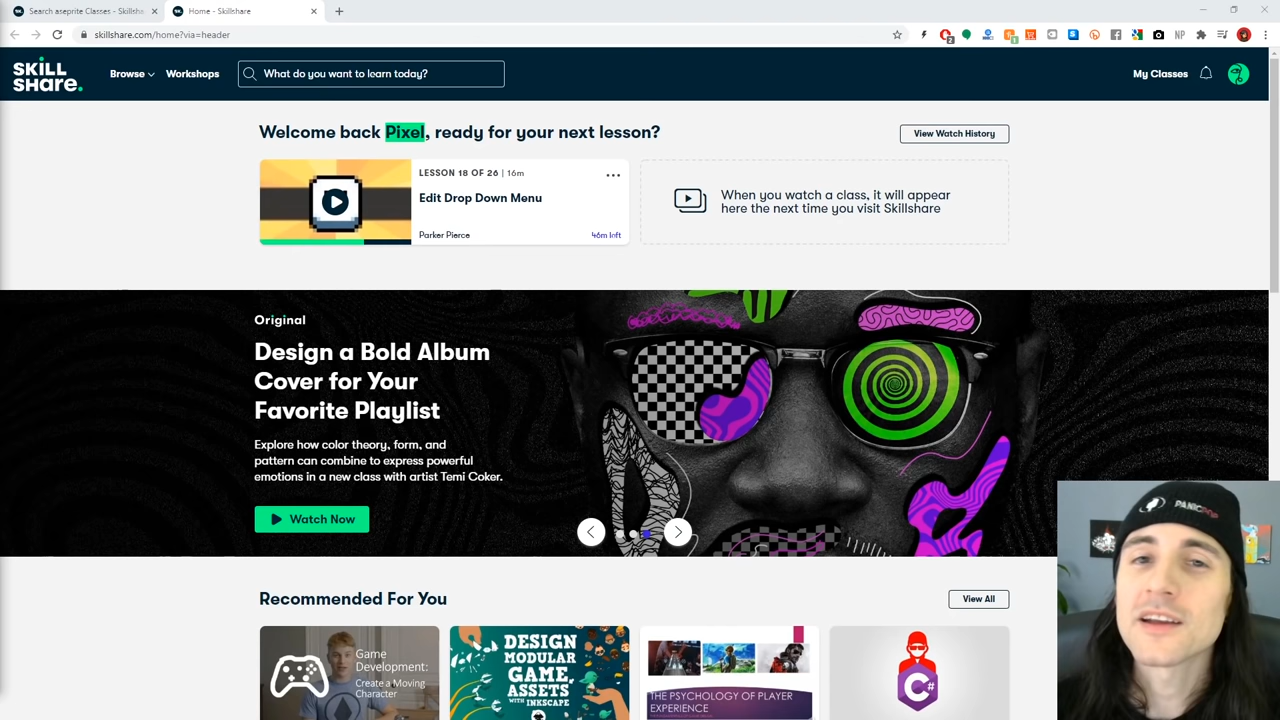 Search aseprite Classes - Skillsha
Home - Skillshare
skillshare.com/home?via=header
SKILL
SHARE.
Browse
Workshops
What do you want to learn today?
My Classes
Welcome back Pixel, ready for your next lesson?
View Watch History
LESSON 18 OF 26 | 16m
Edit Drop Down Menu
Parker Pierce
46m left
When you watch a class, it will appear
here the next time you visit Skillshare
Original
Design a Bold Album
Cover for Your
Favorite Playlist
Explore how color theory, form, and
pattern can combine to express powerful
emotions in a new class with artist Temi Coker.
Watch Now
PANICPOP
Recommended For You
View All
Game
Development:
Create a Moving
Character
DESIGN
MODULAR
GAME
ASSETS
WITH INKSCAPE
THE PSYCHOLOGY OF PLAYER
EXPERIENCE
C#